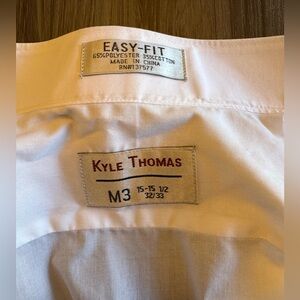 EASY-FIT
65%POLYESTER 35%COTTON
MADE IN CHINA
RN#137577
KYLE THOMAS
M3 15-15 1/2
32/33